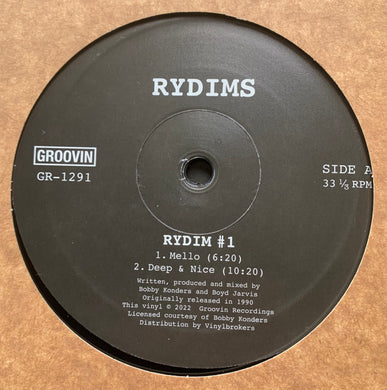 RYDIMS
GROOVIN
GR-1291
SIDE A
33 ⅓ RPM
RYDIM #1
1. Mello (6:20)
2. Deep & Nice (10:20)
Written, produced and mixed by
Bobby Konders and Boyd Jarvis
Originally released in 1990
This vinyl © 2022 Groovin Recordings
Licensed courtesy of Bobby Konders
Distribution by Vinylbrokers